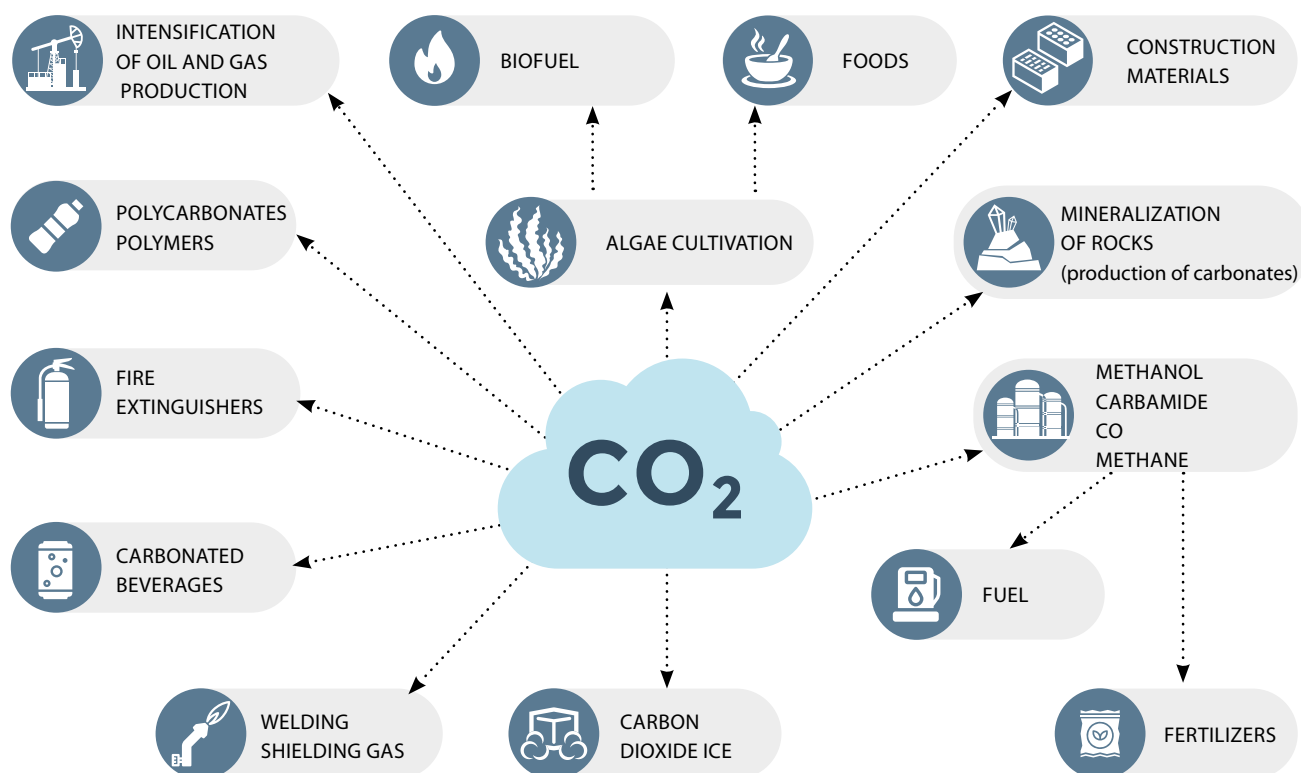 INTENSIFICATION
OF OIL AND GAS
PRODUCTION
BIOFUEL
FOODS
CONSTRUCTION
MATERIALS
POLYCARBONATES
POLYMERS
ALGAE CULTIVATION
MINERALIZATION
OF ROCKS
(production of carbonates)
FIRE
EXTINGUISHERS
METHANOL
CARBAMIDE
CO
METHANE
CO₂
CARBONATED
BEVERAGES
FUEL
WELDING
SHIELDING GAS
CARBON
DIOXIDE ICE
FERTILIZERS